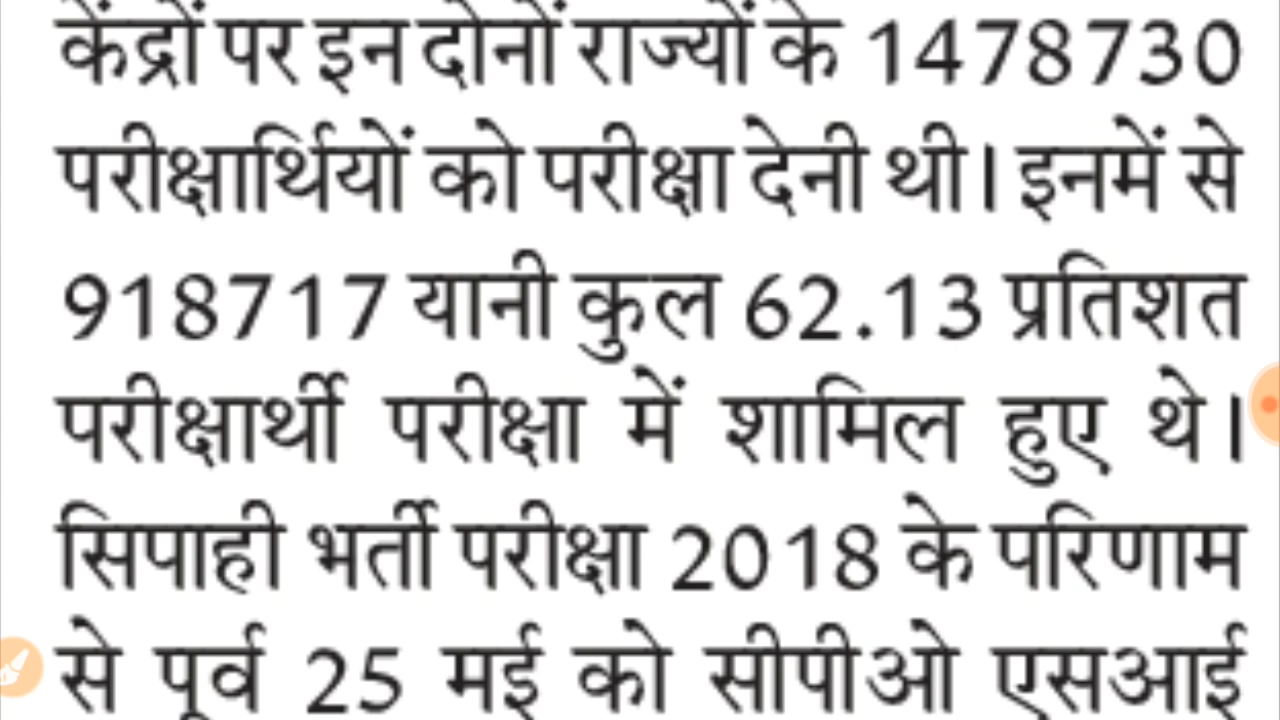 केंद्रों पर इन दोनों राज्यों के 1478730
परीक्षार्थियों को परीक्षा देनी थी। इनमें से
918717 यानी कुल 62.13 प्रतिशत
परीक्षार्थी परीक्षा में शामिल हुए थे।
सिपाही भर्ती परीक्षा 2018 के परिणाम
से पूर्व 25 मई को सीपीओ एसआई